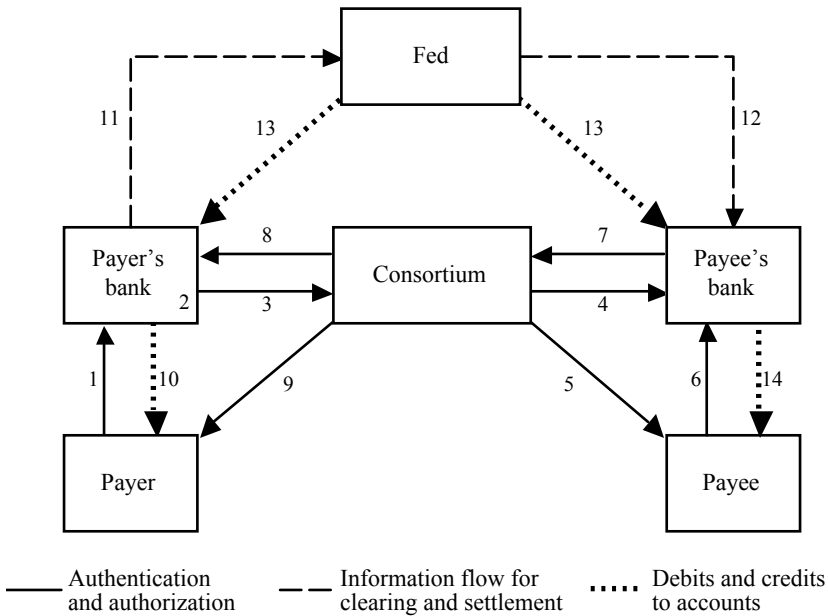 Fed
11
13
13
12
Payer's
bank
2
8
3
Consortium
7
4
Payee's
bank
1
10
9
5
6
14
Payer
Payee
Authentication
and authorization
Information flow for
clearing and settlement
Debits and credits
to accounts